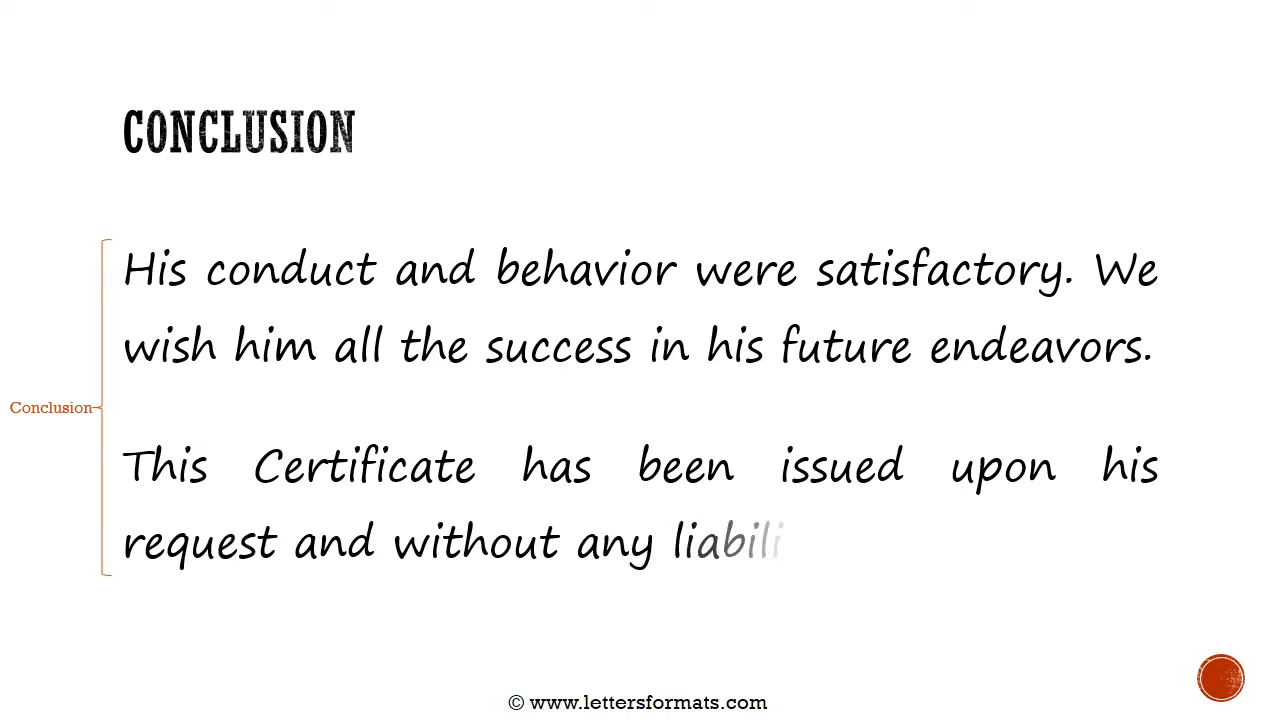 CONCLUSION
His conduct and behavior were satisfactory. We
wish him all the success in his future endeavors.
Conclusion
This Certificate has been issued upon his
request and without any liabili
© www.lettersformats.com